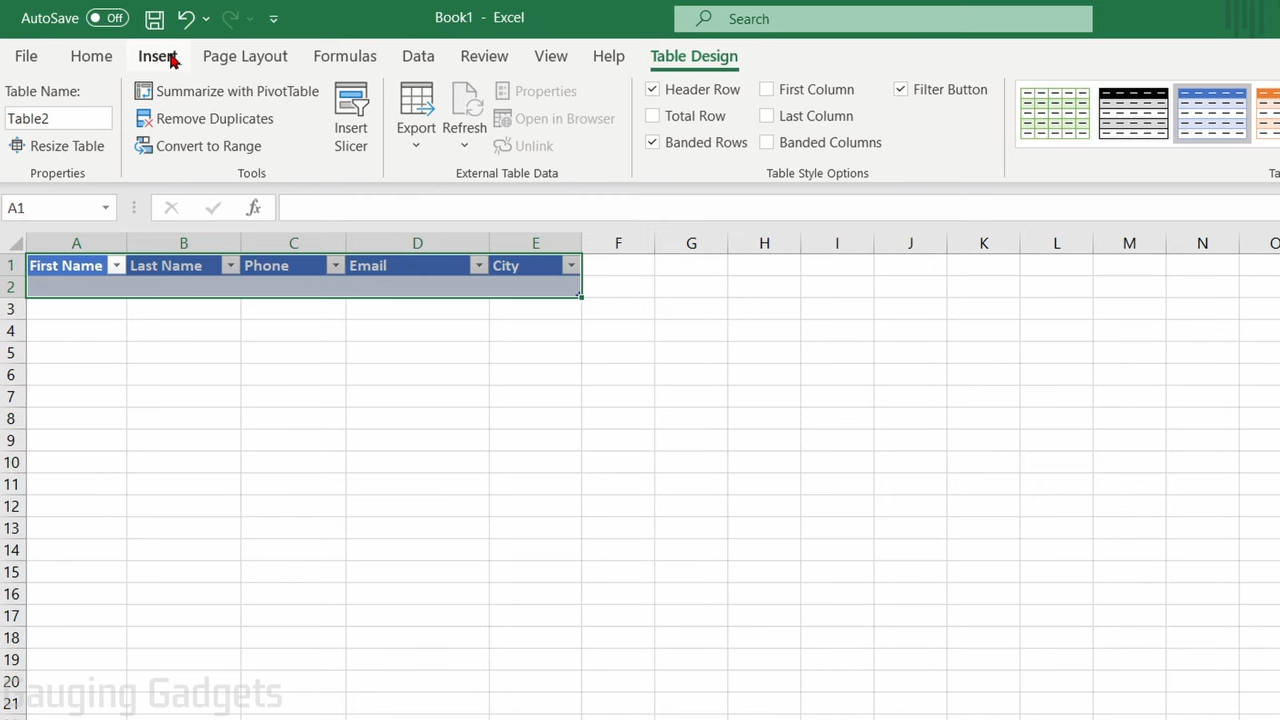 AutoSave Off Book1 - Excel Search
File Home Insert Page Layout Formulas Data Review View Help Table Design
Table Name:
Table2
Resize Table
Properties
Summarize with PivotTable
Remove Duplicates
Convert to Range
Insert
Slicer
Tools
Export
Refresh
Properties
Open in Browser
Unlink
External Table Data
Header Row
Total Row
Banded Rows
First Column
Last Column
Banded Columns
Filter Button
Table Style Options
Ta
A1 fx
A B C D E F G H I J K L M N O
1 First Name Last Name Phone Email City
2
3
4
5
6
7
8
9
10
11
12
13
14
15
16
17
18
19
20
21
Gauging Gadgets